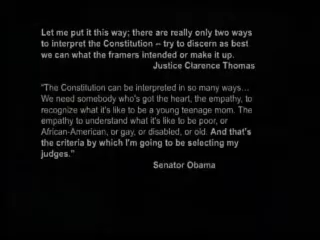 Let me put it this way; there are really only two ways
to interpret the Constitution – try to discern as best
we can what the framers intended or make it up.
Justice Clarence Thomas
"The Constitution can be interpreted in so many ways...
We need somebody who's got the heart, the empathy, to
recognize what it's like to be a young teenage mom. The
empathy to understand what it's like to be poor, or
African-American, or gay, or disabled, or old. And that's
the criteria by which I'm going to be selecting my
judges."
Senator Obama